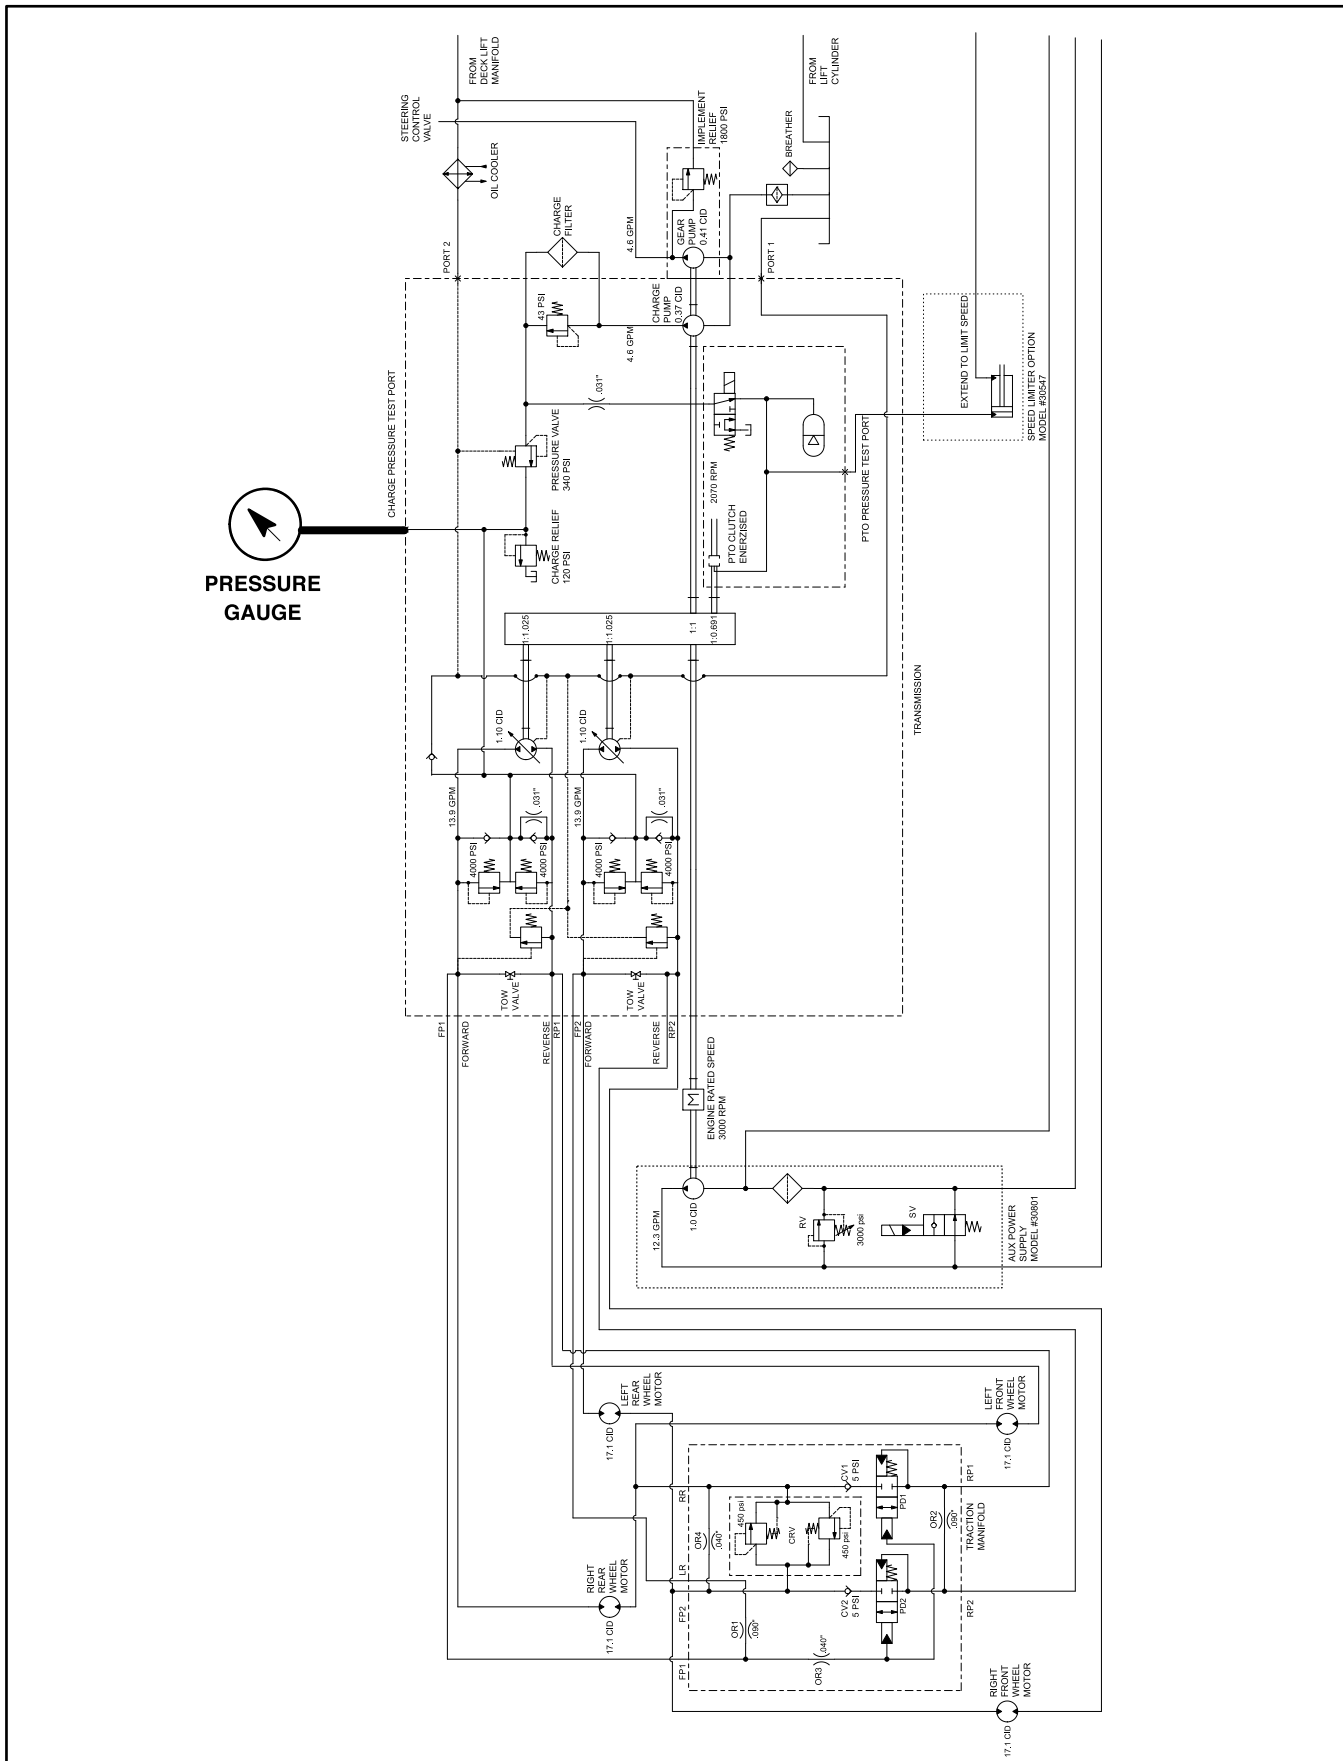 FROM
DECK LIFT
MANIFOLD
STEERING
CONTROL
VALVE
OIL COOLER
FROM
LIFT
CYLINDER
BREATHER
IMPLEMENT
RELIEF
1800 PSI
GEAR
PUMP
0.41 CID
4.6 GPM
CHARGE
FILTER
PORT 2
PORT 1
43 PSI
4.6 GPM
CHARGE
PUMP
0.37 CID
CHARGE PRESSURE TEST PORT
.031"
PRESSURE VALVE
340 PSI
CHARGE RELIEF
120 PSI
2070 RPM
PTO CLUTCH
ENERZISED
PTO PRESSURE TEST PORT
EXTEND TO LIMIT SPEED
SPEED LIMITER OPTION
MODEL #30547
PRESSURE
GAUGE
1:1.025
1:1.025
1:1
1:0.691
TRANSMISSION
1.10 CID
1.10 CID
13.9 GPM
13.9 GPM
.031"
.031"
4000 PSI
4000 PSI
4000 PSI
4000 PSI
TOW
VALVE
TOW
VALVE
FP1
FORWARD
REVERSE
RP1
FP2
FORWARD
REVERSE
RP2
M
ENGINE RATED SPEED
3000 RPM
12.3 GPM
1.0 CID
RV
3000 psi
SV
AUX POWER
SUPPLY
MODEL #30801
LEFT
REAR
WHEEL
MOTOR
17.1 CID
LEFT
FRONT
WHEEL
MOTOR
17.1 CID
RIGHT
REAR
WHEEL
MOTOR
17.1 CID
RR
OR4
.040"
LR
450 psi
CRV
450 psi
CV1
5 PSI
PD1
RP1
OR2
.090"
TRACTION
MANIFOLD
FP2
CV2
5 PSI
PD2
RP2
OR1
.090"
FP1
OR3
.040"
RIGHT
FRONT
WHEEL
MOTOR
17.1 CID